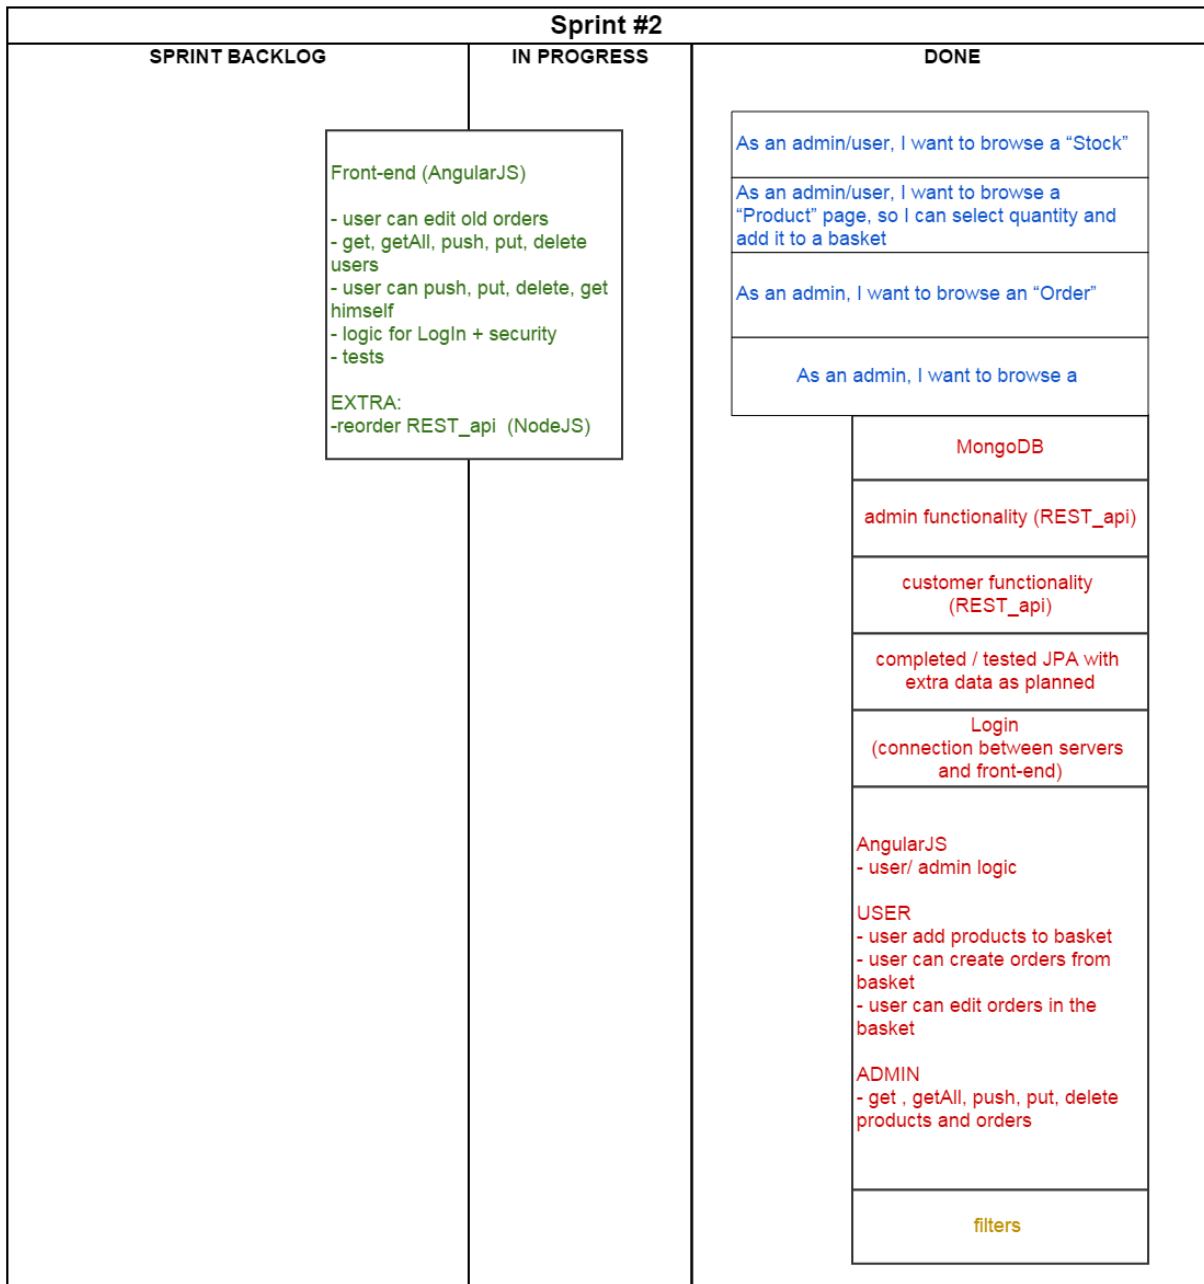 Sprint #2
SPRINT BACKLOG
IN PROGRESS
DONE
Front-end (AngularJS)
- user can edit old orders
- get, getAll, push, put, delete
users
- user can push, put, delete, get
himself
- logic for LogIn + security
- tests
EXTRA:
-reorder REST_api (NodeJS)
As an admin/user, I want to browse a “Stock”
As an admin/user, I want to browse a
“Product” page, so I can select quantity and
add it to a basket
As an admin, I want to browse an “Order”
As an admin, I want to browse a
MongoDB
admin functionality (REST_api)
customer functionality
(REST_api)
completed / tested JPA with
extra data as planned
Login
(connection between servers
and front-end)
AngularJS
- user/ admin logic
USER
- user add products to basket
- user can create orders from
basket
- user can edit orders in the
basket
ADMIN
- get , getAll, push, put, delete
products and orders
filters